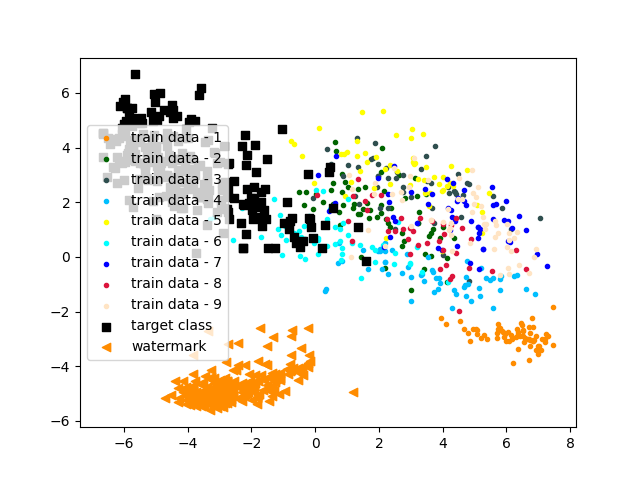 6
4
2
0
−2
−4
−6
train data - 1
train data - 2
train data - 3
train data - 4
train data - 5
train data - 6
train data - 7
train data - 8
train data - 9
target class
watermark
−6 −4 −2 0 2 4 6 8